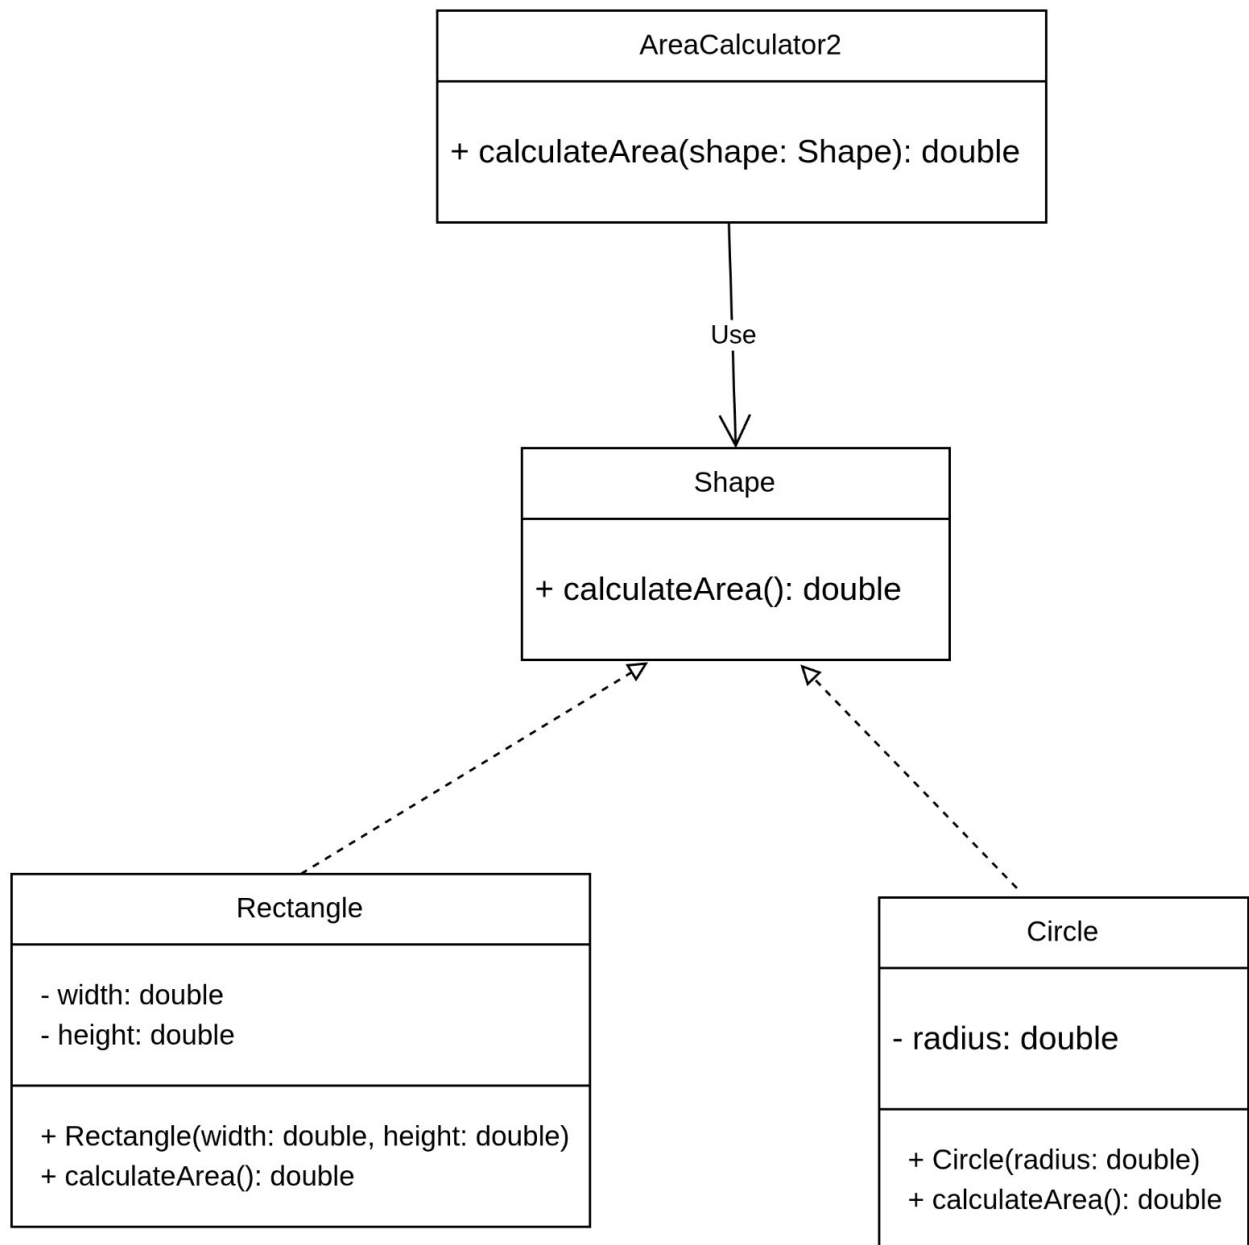 AreaCalculator2
+ calculateArea(shape: Shape): double
Use
Shape
+ calculateArea(): double
Rectangle
- width: double
- height: double
+ Rectangle(width: double, height: double)
+ calculateArea(): double
Circle
- radius: double
+ Circle(radius: double)
+ calculateArea(): double